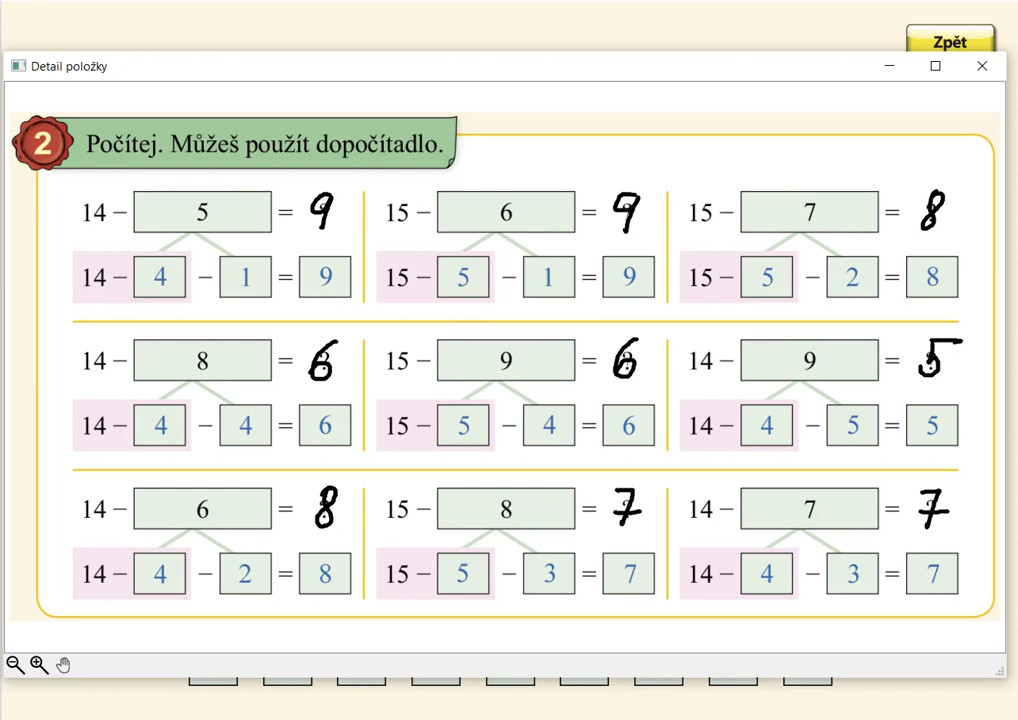 Zpět
Detail položky
2 Počítej. Můžeš použít dopočítadlo.
14 – 5 = 9 15 – 6 = 9 15 – 7 = 8
14 – 4 – 1 = 9 15 – 5 – 1 = 9 15 – 5 – 2 = 8
14 – 8 = 6 15 – 9 = 6 14 – 9 = 5
14 – 4 – 4 = 6 15 – 5 – 4 = 6 14 – 4 – 5 = 5
14 – 6 = 8 15 – 8 = 7 14 – 7 = 7
14 – 4 – 2 = 8 15 – 5 – 3 = 7 14 – 4 – 3 = 7